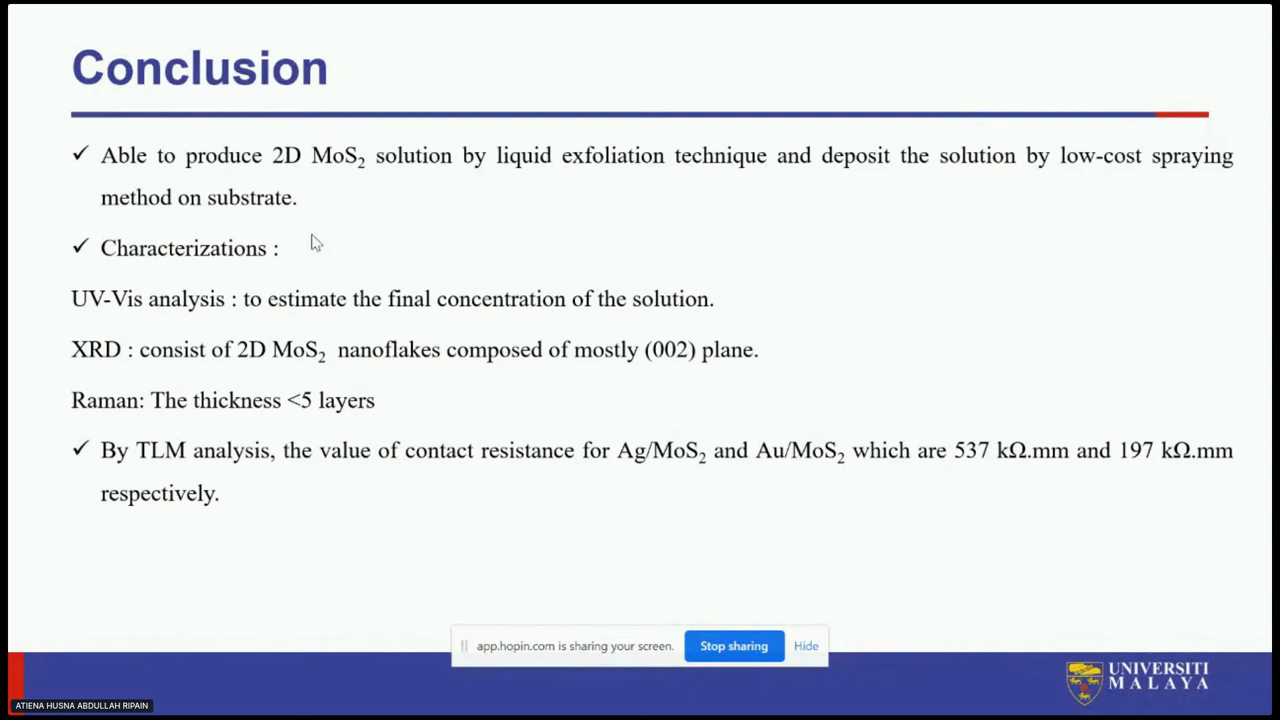 Conclusion
✓ Able to produce 2D MoS₂ solution by liquid exfoliation technique and deposit the solution by low-cost spraying
method on substrate.
✓ Characterizations :
UV-Vis analysis : to estimate the final concentration of the solution.
XRD : consist of 2D MoS₂ nanoflakes composed of mostly (002) plane.
Raman: The thickness <5 layers
✓ By TLM analysis, the value of contact resistance for Ag/MoS₂ and Au/MoS₂ which are 537 kΩ.mm and 197 kΩ.mm
respectively.
app.hopin.com is sharing your screen. Stop sharing Hide
UNIVERSITI
MALAYA
ATIENA HUSNA ABDULLAH RIPAIN